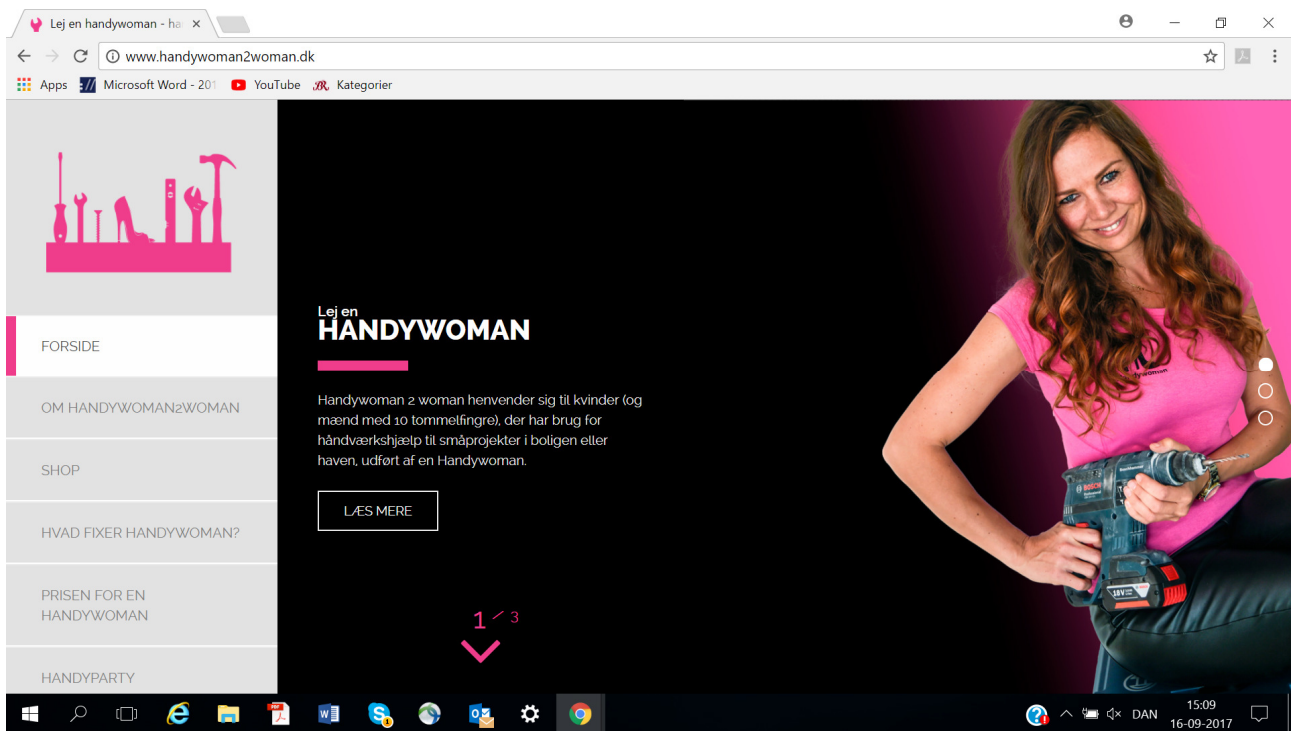 Lej en handywoman - ha
www.handywoman2woman.dk
Apps
Microsoft Word - 201
YouTube
Kategorier
FORSIDE
OM HANDYWOMAN2WOMAN
SHOP
HVAD FIXER HANDYWOMAN?
PRISEN FOR EN
HANDYWOMAN
HANDYPARTY
Lej en
HANDYWOMAN
Handywoman 2 woman henvender sig til kvinder (og
mænd med 10 tommelfingre), der har brug for
håndværkshjælp til småprojekter i boligen eller
haven, udført af en Handywoman.
LÆS MERE
1 / 3
BOSCH
18V
DAN
15:09
16-09-2017